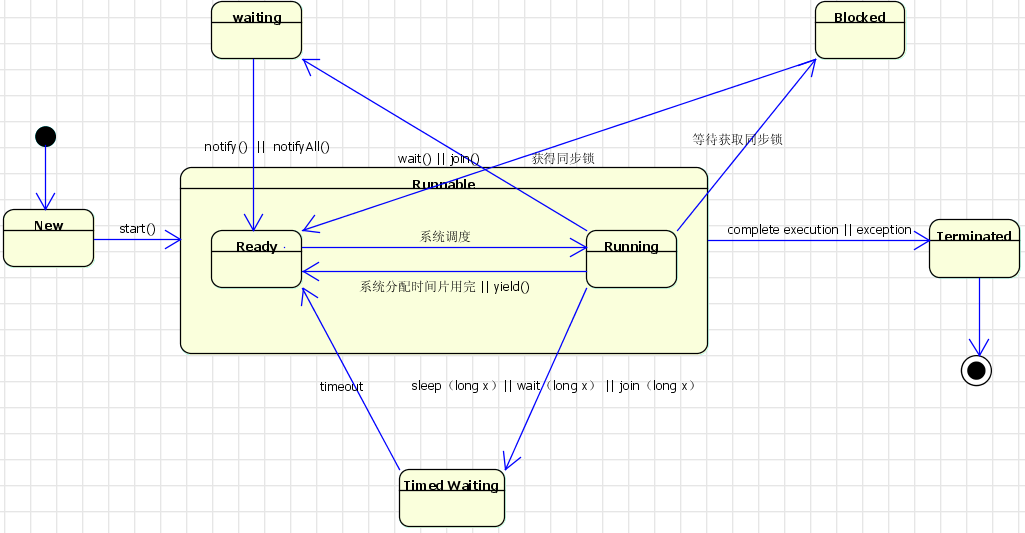 waiting
Blocked
等待获取同步锁
notify() || notifyAll()
wait() || join()
获得同步锁
Runnable
New
start()
系统调度
Ready
Running
complete execution || exception
Terminated
系统分配时间片用完 || yield()
timeout
sleep（long x）|| wait（long x） || join（long x）
Timed Waiting